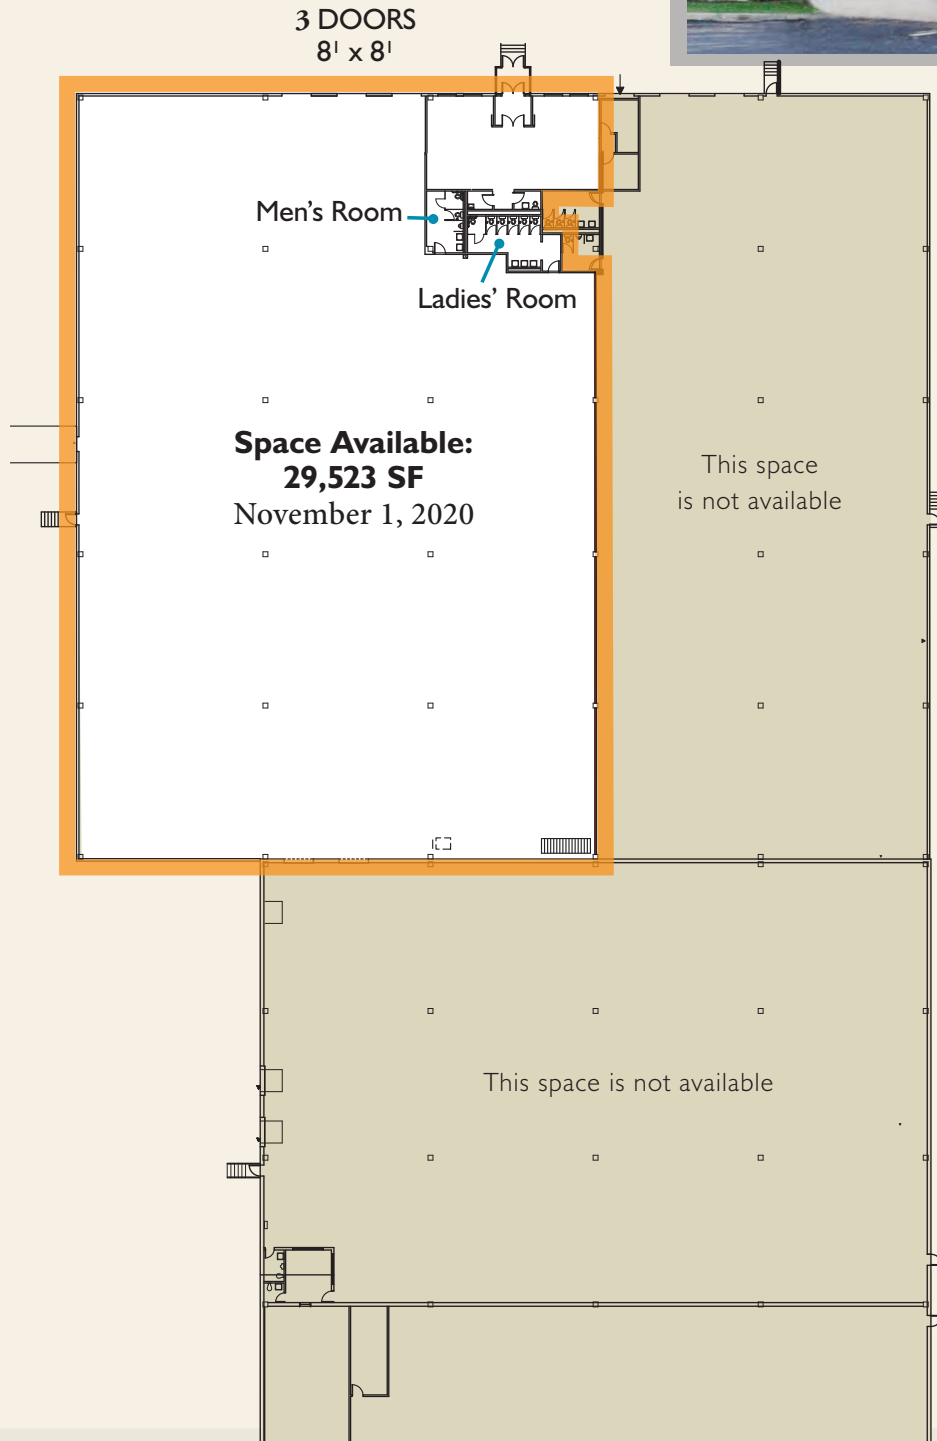 3 DOORS
8' x 8'
Men's Room
Ladies' Room
Space Available:
29,523 SF
November 1, 2020
This space
is not available
This space is not available